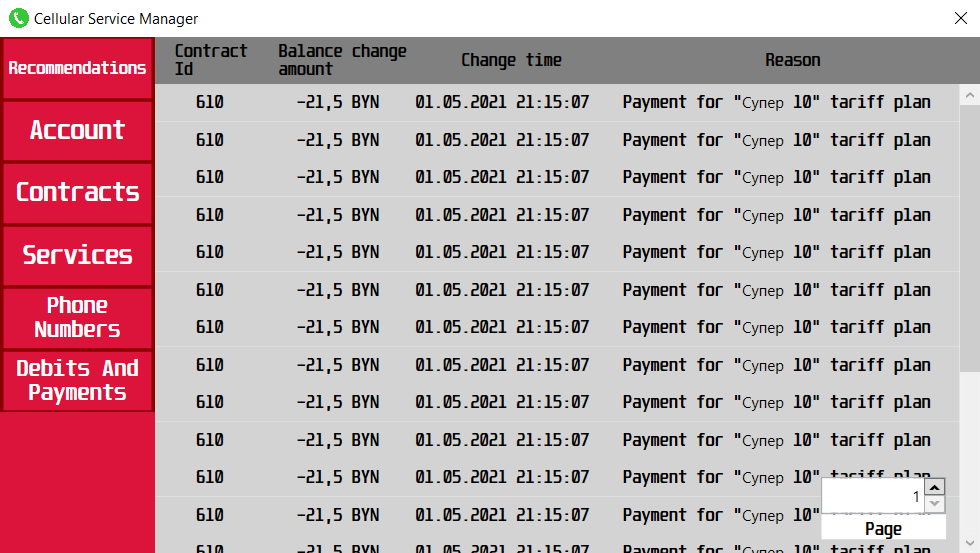 Cellular Service Manager
Recommendations
Account
Contracts
Services
Phone
Numbers
Debits And
Payments
Contract Id Balance change amount Change time Reason
610 -21,5 BYN 01.05.2021 21:15:07 Payment for "Супер 10" tariff plan
610 -21,5 BYN 01.05.2021 21:15:07 Payment for "Супер 10" tariff plan
610 -21,5 BYN 01.05.2021 21:15:07 Payment for "Супер 10" tariff plan
610 -21,5 BYN 01.05.2021 21:15:07 Payment for "Супер 10" tariff plan
610 -21,5 BYN 01.05.2021 21:15:07 Payment for "Супер 10" tariff plan
610 -21,5 BYN 01.05.2021 21:15:07 Payment for "Супер 10" tariff plan
610 -21,5 BYN 01.05.2021 21:15:07 Payment for "Супер 10" tariff plan
610 -21,5 BYN 01.05.2021 21:15:07 Payment for "Супер 10" tariff plan
610 -21,5 BYN 01.05.2021 21:15:07 Payment for "Супер 10" tariff plan
610 -21,5 BYN 01.05.2021 21:15:07 Payment for "Супер 10" tariff plan
610 -21,5 BYN 01.05.2021 21:15:07 Payment for "Супер 10" tariff plan
610 -21,5 BYN 01.05.2021 21:15:07 Payment for "Супер 10"
610 -21,5 BYN 01.05.2021 21:15:07 Payment for "Супер 10" tariff plan
1
Page